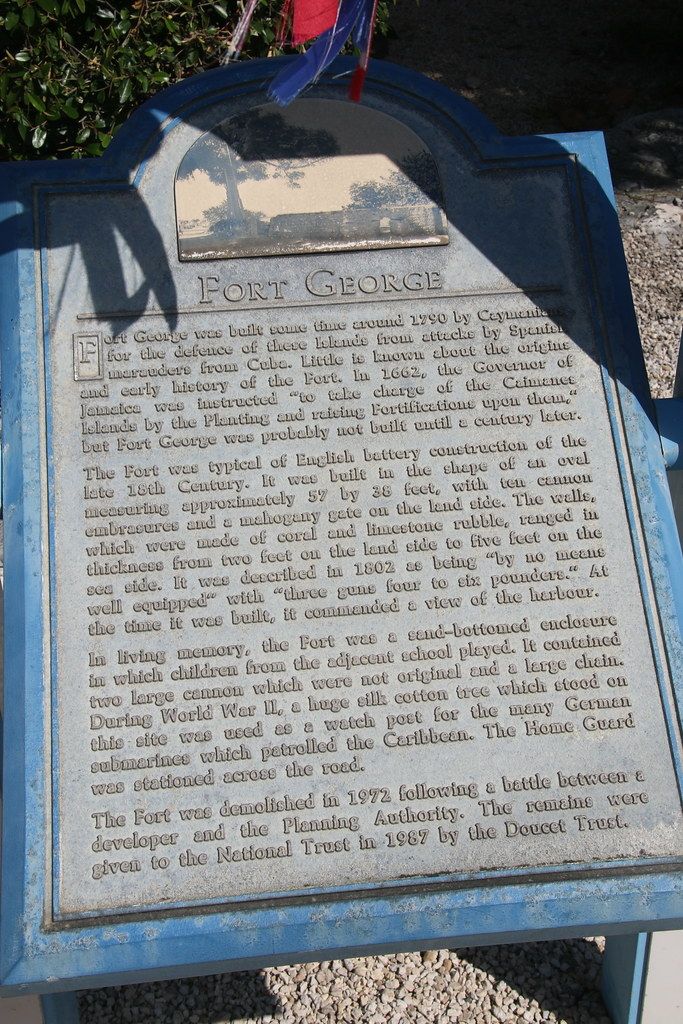 FORT GEORGE
Fort George was built some time around 1790 by Caymanians
for the defence of these Islands from attacks by Spanish
marauders from Cuba. Little is known about the origins
and early history of the Fort. In 1662, the Governor of
Jamaica was instructed "to take charge of the Caimanes
Islands by the Planting and raising Fortifications upon them,"
but Fort George was probably not built until a century later.
The Fort was typical of English battery construction of the
late 18th Century. It was built in the shape of an oval
measuring approximately 57 by 38 feet, with ten cannon
embrasures and a mahogany gate on the land side. The walls,
which were made of coral and limestone rubble, ranged in
thickness from two feet on the land side to five feet on the
sea side. It was described in 1802 as being "by no means
well equipped" with "three guns four to six pounders." At
the time it was built, it commanded a view of the harbour.
In living memory, the Fort was a sand-bottomed enclosure
in which children from the adjacent school played. It contained
two large cannon which were not original and a large chain.
During World War II, a huge silk cotton tree which stood on
this site was used as a watch post for the many German
submarines which patrolled the Caribbean. The Home Guard
was stationed across the road.
The Fort was demolished in 1972 following a battle between a
developer and the Planning Authority. The remains were
given to the National Trust in 1987 by the Doucet Trust.